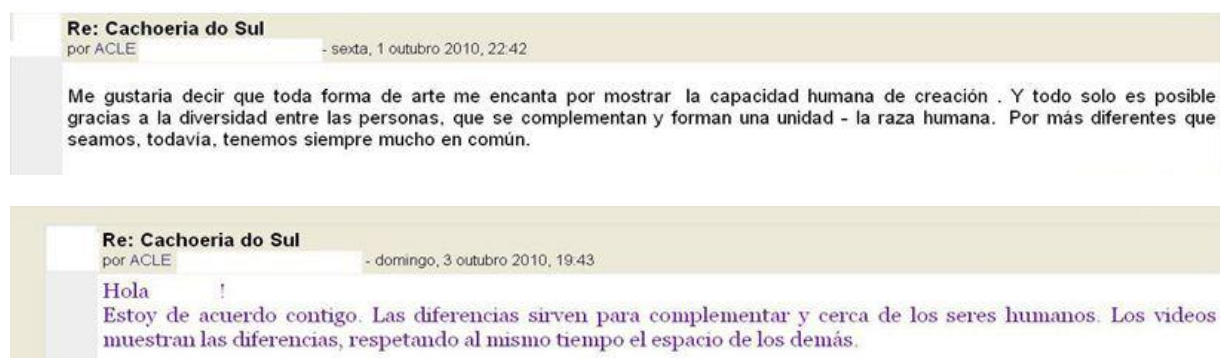 Re: Cachoeria do Sul
por ACLE - sexta, 1 outubro 2010, 22:42
Me gustaria decir que toda forma de arte me encanta por mostrar la capacidad humana de creación . Y todo solo es posible
gracias a la diversidad entre las personas, que se complementan y forman una unidad - la raza humana. Por más diferentes que
seamos, todavía, tenemos siempre mucho en común.
Re: Cachoeria do Sul
por ACLE - domingo, 3 outubro 2010, 19:43
Hola !
Estoy de acuerdo contigo. Las diferencias sirven para complementar y cerca de los seres humanos. Los videos
muestran las diferencias, respetando al mismo tiempo el espacio de los demás.